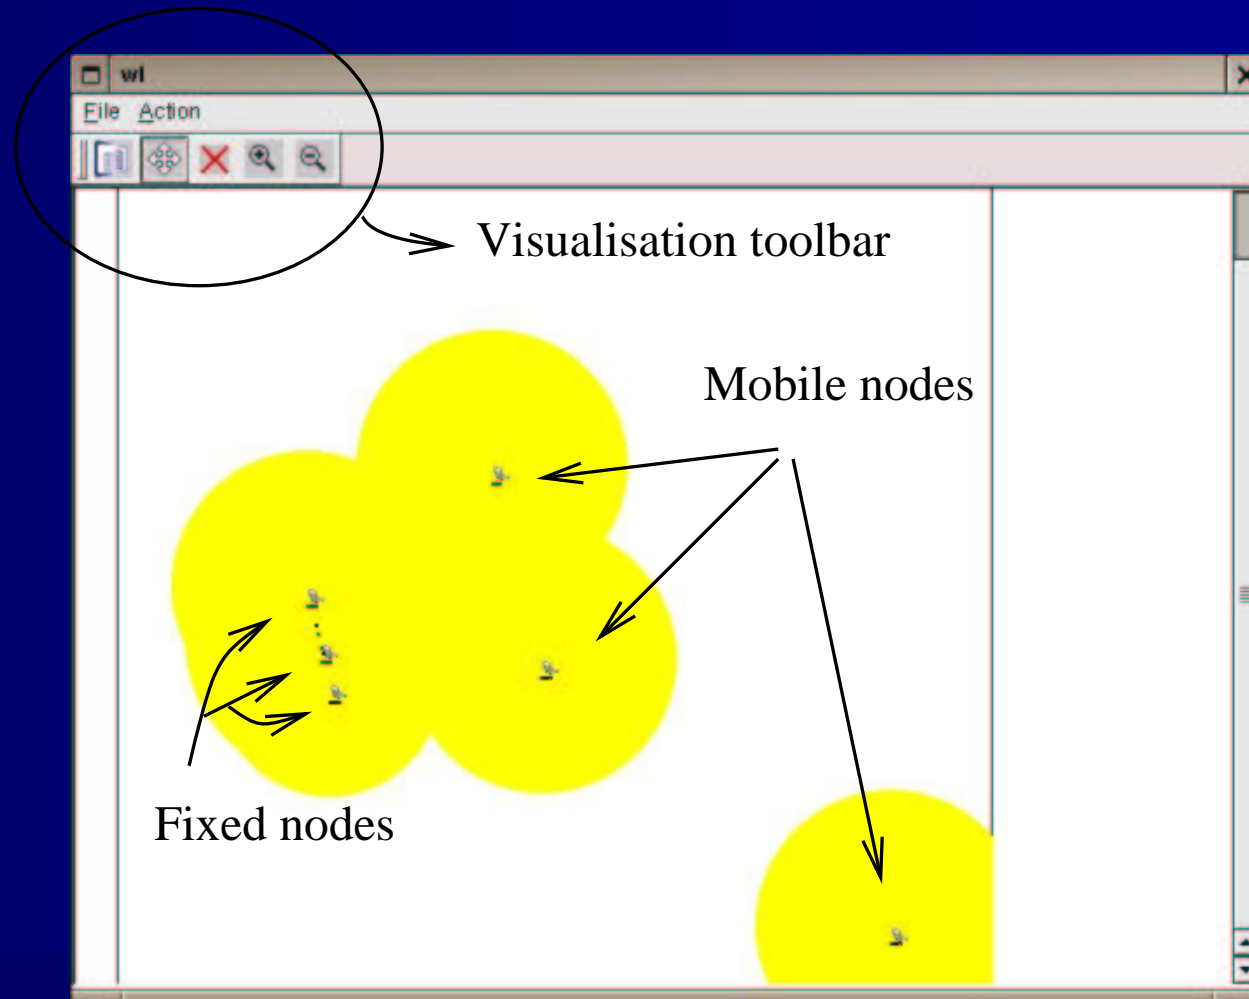 wl
File Action
Visualisation toolbar
Mobile nodes
Fixed nodes